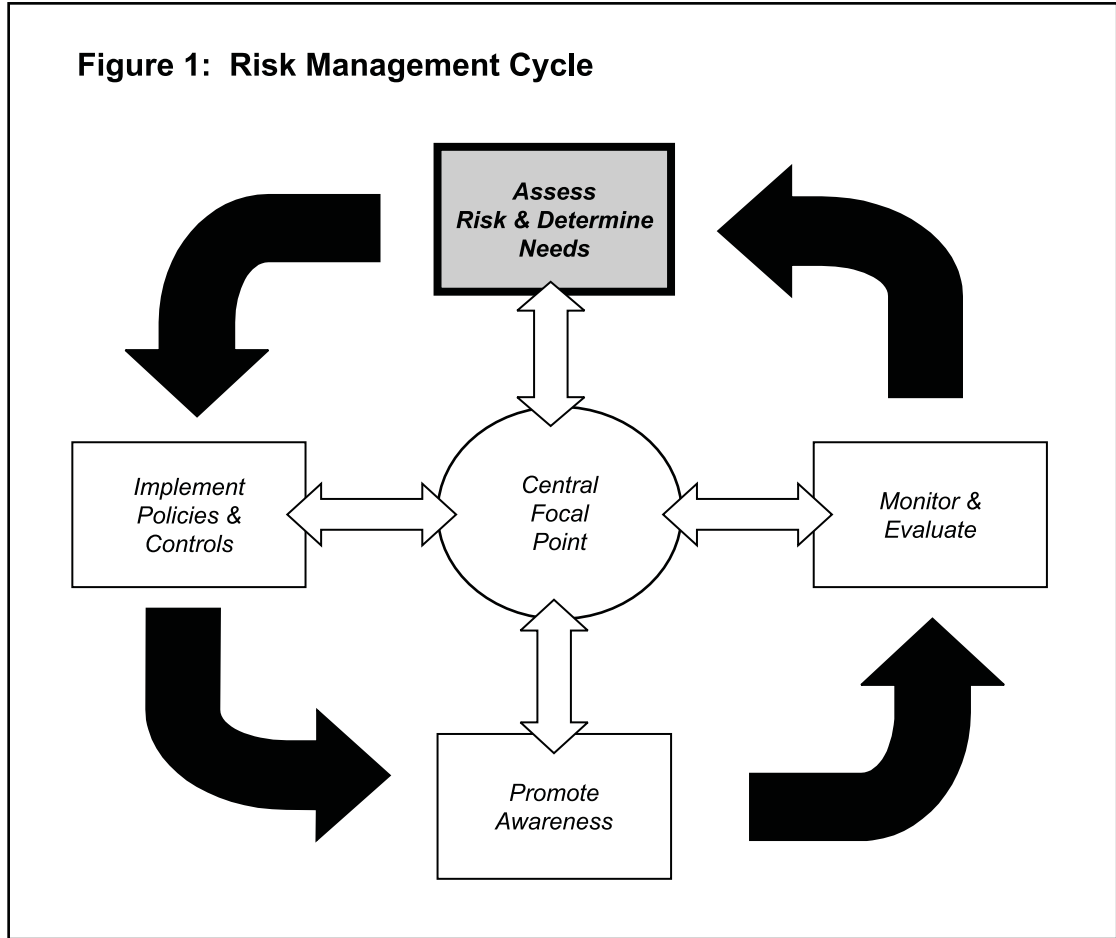 Figure 1: Risk Management Cycle
Assess
Risk & Determine
Needs
Implement
Policies &
Controls
Central
Focal
Point
Monitor &
Evaluate
Promote
Awareness